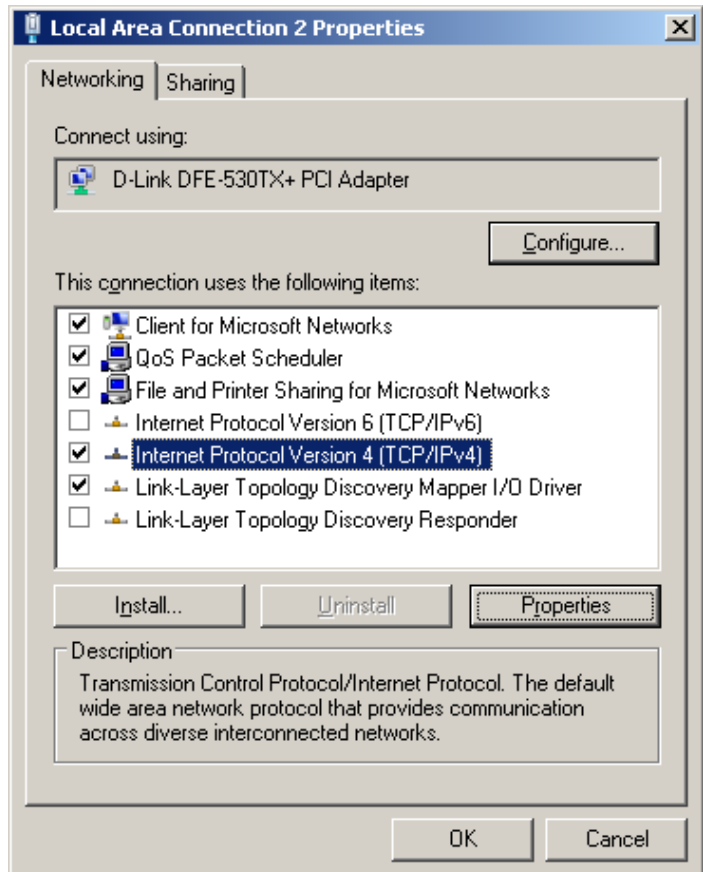 Local Area Connection 2 Properties
Networking
Sharing
Connect using:
D-Link DFE-530TX+ PCI Adapter
Configure...
This connection uses the following items:
Client for Microsoft Networks
QoS Packet Scheduler
File and Printer Sharing for Microsoft Networks
Internet Protocol Version 6 (TCP/IPv6)
Internet Protocol Version 4 (TCP/IPv4)
Link-Layer Topology Discovery Mapper I/O Driver
Link-Layer Topology Discovery Responder
Install...
Uninstall
Properties
Description
Transmission Control Protocol/Internet Protocol. The default
wide area network protocol that provides communication
across diverse interconnected networks.
OK
Cancel